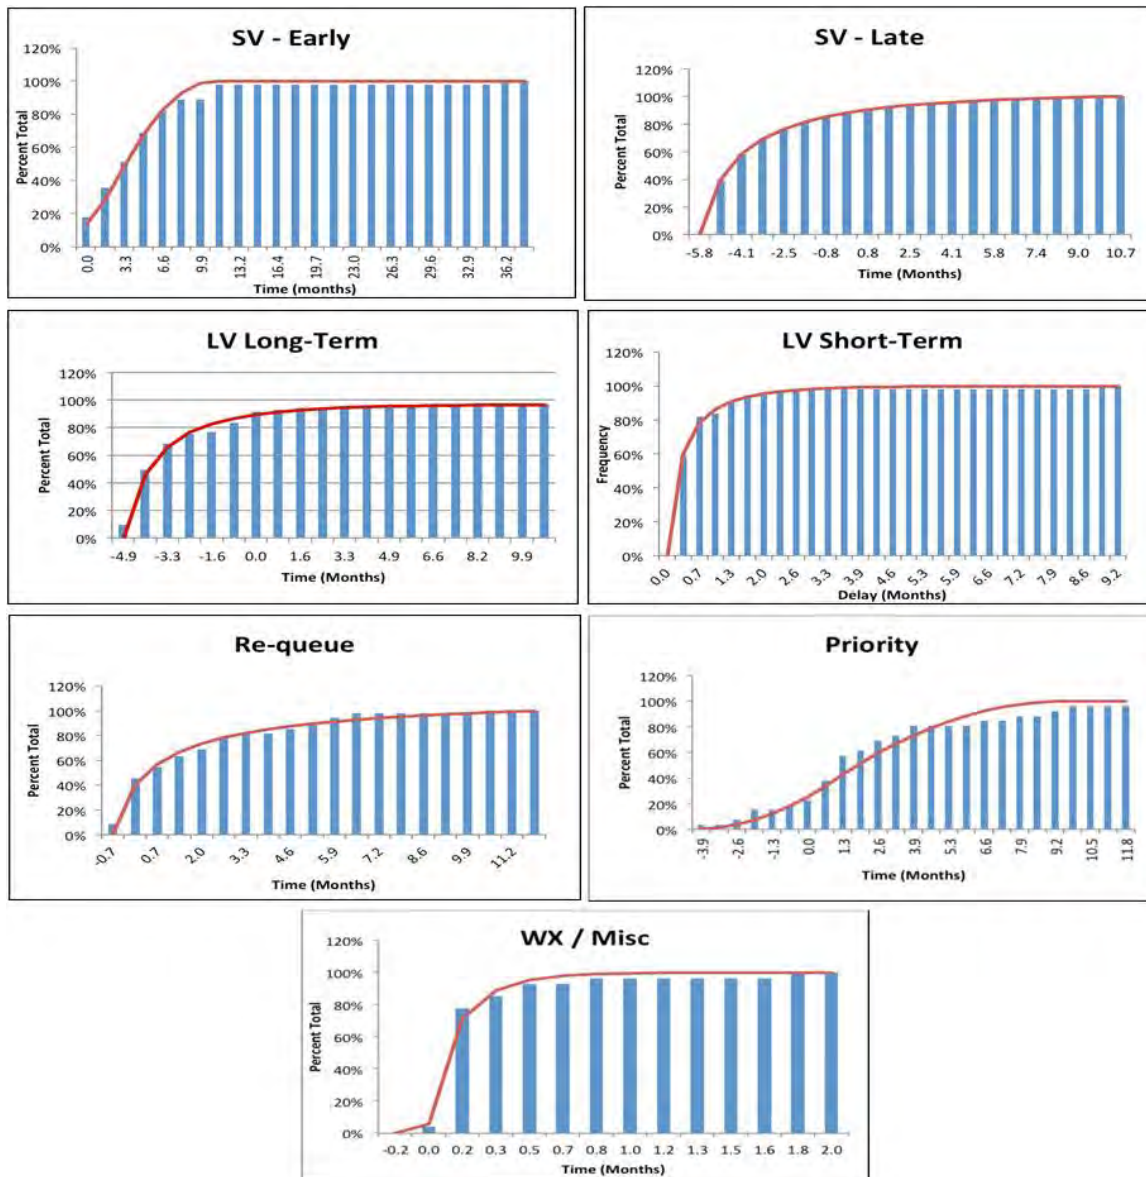 SV - Early
120%
100%
80%
60%
40%
20%
0%
Percent Total
0.0 3.3 6.6 9.9 13.2 16.4 19.7 23.0 26.3 29.6 32.9 36.2
Time (months)
SV - Late
120%
100%
80%
60%
40%
20%
0%
Percent Total
-5.8 -4.1 -2.5 -0.8 0.8 2.5 4.1 5.8 7.4 9.0 10.7
Time (Months)
LV Long-Term
120%
100%
80%
60%
40%
20%
0%
Percent Total
-4.9 -3.3 -1.6 0.0 1.6 3.3 4.9 6.6 8.2 9.9
Time (Months)
LV Short-Term
120%
100%
80%
60%
40%
20%
0%
Frequency
0.0 0.7 1.3 2.0 2.6 3.3 3.9 4.6 5.3 5.9 6.6 7.2 7.9 8.6 9.2
Delay (Months)
Re-queue
120%
100%
80%
60%
40%
20%
0%
Percent Total
-0.7 0.7 2.0 3.3 4.6 5.9 7.2 8.6 9.9 11.2
Time (Months)
Priority
120%
100%
80%
60%
40%
20%
0%
Percent Total
-3.9 -2.6 -1.3 0.0 1.3 2.6 3.9 5.3 6.6 7.9 9.2 10.5 11.8
Time (Months)
WX / Misc
120%
100%
80%
60%
40%
20%
0%
Percent Total
-0.2 0.0 0.2 0.3 0.5 0.7 0.8 1.0 1.2 1.3 1.5 1.6 1.8 2.0
Time (Months)